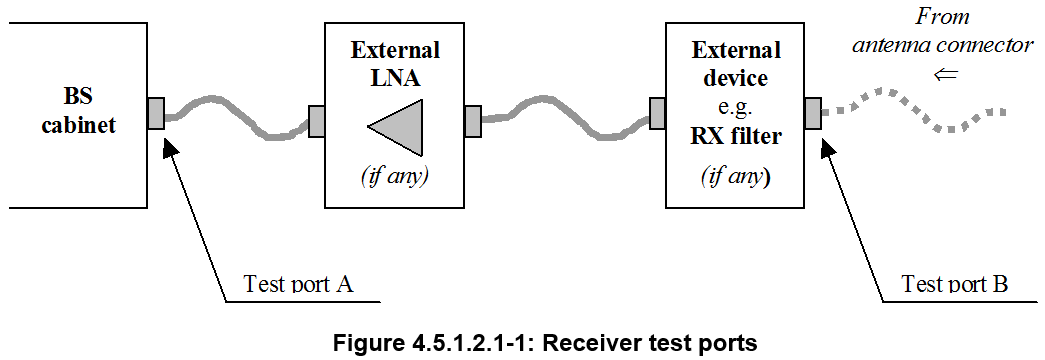 BS
cabinet
External
LNA
(if any)
External
device
e.g.
RX filter
(if any)
From
antenna connector
⇐
Test port A
Test port B
Figure 4.5.1.2.1-1: Receiver test ports